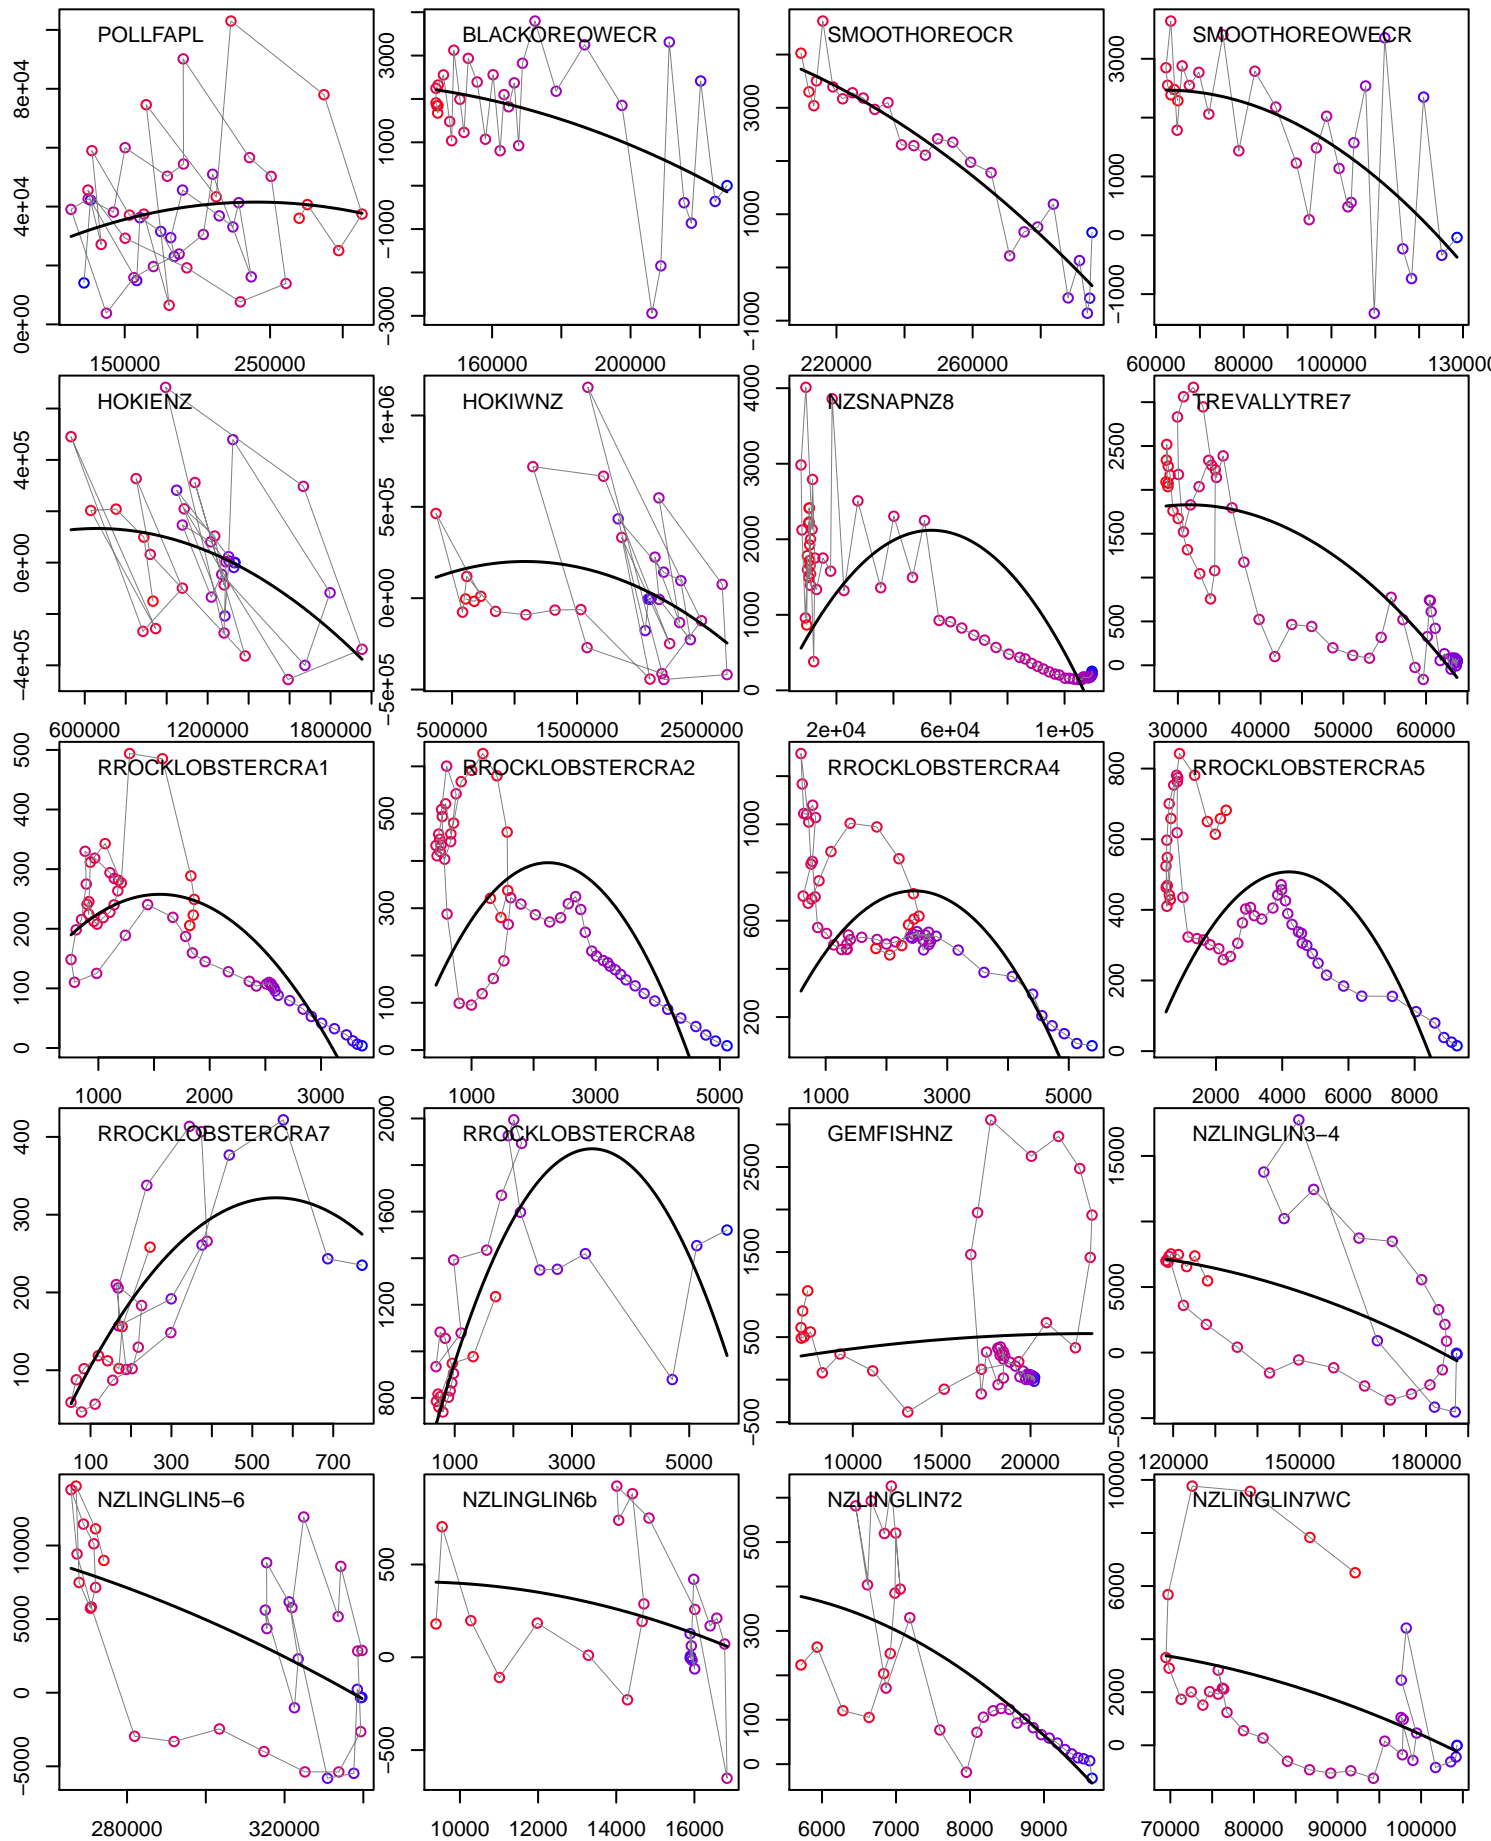 POLLFAPL
0e+00 4e+04 8e+04
150000 250000
BLACKOREOWECR
−3000 −1000 1000 3000
160000 200000
SMOOTHOREOCR
−1000 1000 3000
220000 260000
SMOOTHOREOWECR
−1000 0 1000 3000
60000 80000 100000 130000
HOKIENZ
−4e+05 0e+00 4e+05
600000 1200000 1800000
HOKIWNZ
−5e+05 0e+00 5e+05 1e+06
500000 1500000 2500000
NZSNAPNZ8
0 1000 2000 3000 4000
2e+04 6e+04 1e+05
TREVALLYTRE7
0 500 1500 2500
30000 40000 50000 60000
RROCKLOBSTERCRA1
0 100 200 300 400 500
1000 2000 3000
RROCKLOBSTERCRA2
0 100 300 500
1000 3000 5000
RROCKLOBSTERCRA4
200 600 1000
1000 3000 5000
RROCKLOBSTERCRA5
0 200 400 600 800
2000 4000 6000 8000
RROCKLOBSTERCRA7
100 200 300 400
100 300 500 700
RROCKLOBSTERCRA8
800 1200 1600 2000
1000 3000 5000
GEMFISHNZ
−500 500 1500 2500
10000 15000 20000
NZLINGLIN3−4
−5000 0 5000 15000
120000 150000 180000
NZLINGLIN5−6
−5000 0 5000 10000
280000 320000
NZLINGLIN6b
−500 0 500
10000 12000 14000 16000
NZLINGLIN72
0 100 300 500
6000 7000 8000 9000
NZLINGLIN7WC
0 2000 6000 10000
70000 80000 90000 100000